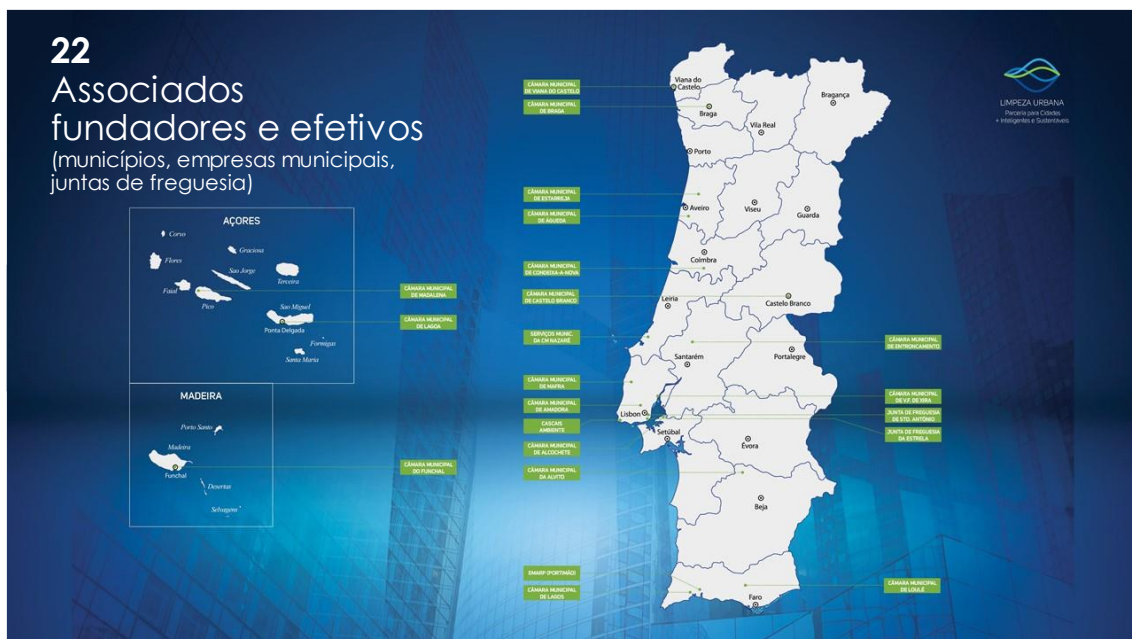 22
Associados
fundadores e efetivos
(municípios, empresas municipais,
juntas de freguesia)
LIMPEZA URBANA
Parceria para Cidades
+ Inteligentes e Sustentáveis
AÇORES
Corvo
Flores
Faial
Pico
Graciosa
Sao Jorge
Terceira
Sao Miguel
Ponta Delgada
Formigas
Santa Maria
CÂMARA MUNICIPAL
DE MADALENA
CÂMARA MUNICIPAL
DE LAGOA
MADEIRA
Porto Santo
Madeira
Funchal
Desertas
Selvagens
CÂMARA MUNICIPAL
DO FUNCHAL
CÂMARA MUNICIPAL
DE VIANA DO CASTELO
CÂMARA MUNICIPAL
DE BRAGA
CÂMARA MUNICIPAL
DE ESTARREJA
CÂMARA MUNICIPAL
DE ÁGUEDA
CÂMARA MUNICIPAL
DE CONDEIXA-A-NOVA
CÂMARA MUNICIPAL
DE CASTELO BRANCO
SERVIÇOS MUNIC.
DA CM NAZARÉ
CÂMARA MUNICIPAL
DE MAFRA
CÂMARA MUNICIPAL
DE AMADORA
CASCAIS
AMBIENTE
CÂMARA MUNICIPAL
DE ALCOCHETE
CÂMARA MUNICIPAL
DA ALVITO
EMARP (PORTIMÃO)
CÂMARA MUNICIPAL
DE LAGOS
Viana do
Castelo
Braga
Bragança
Vila Real
Porto
Aveiro
Viseu
Guarda
Coimbra
Leiria
Castelo Branco
Santarém
Portalegre
Lisbon
Setúbal
Évora
Beja
Faro
CÂMARA MUNICIPAL
DE ENTRONCAMENTO
CÂMARA MUNICIPAL
DE V.F. DE XIRA
JUNTA DE FREGUESIA
DE STO. ANTÓNIO
JUNTA DE FREGUESIA
DA ESTRELA
CÂMARA MUNICIPAL
DE LOULÉ